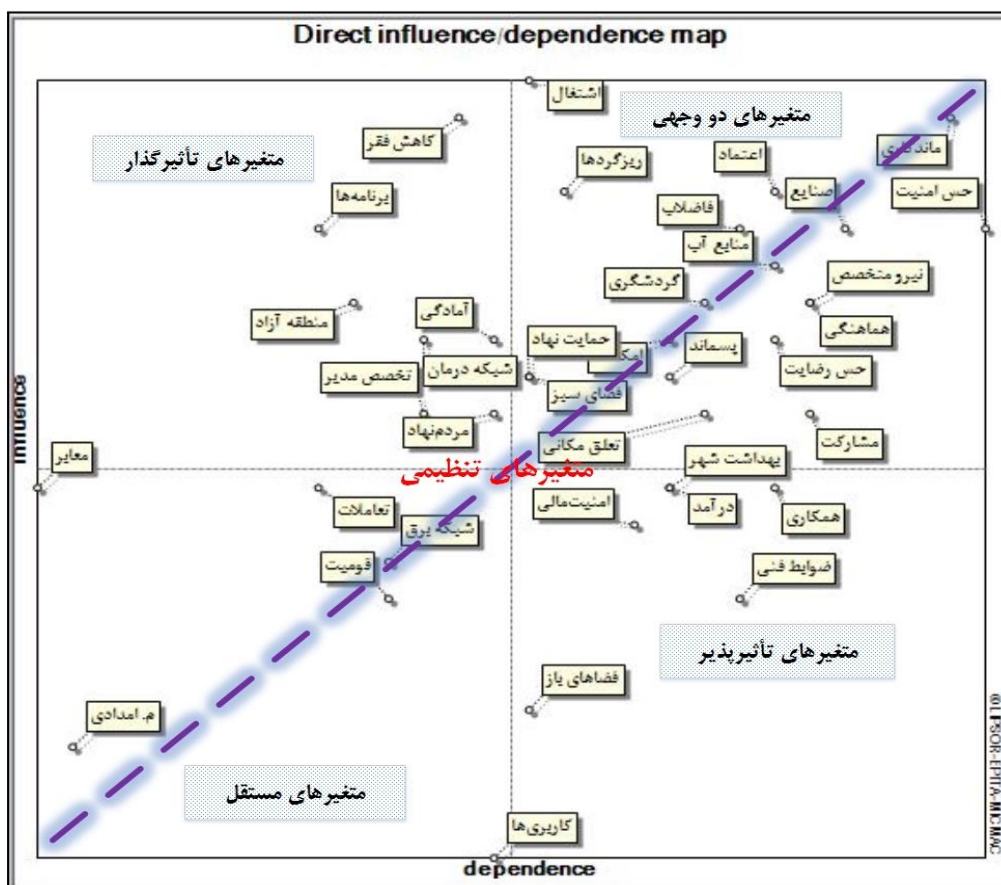 Direct influence/dependence map
اشتغال
متغیرهای دو وجهی
کاهش فقر
متغیرهای تأثیرگذار
ریزگردها
اعتماد
ماندگاری
برنامه‌ها
صنایع
حس امنیت
فاضلاب
منابع آب
گردشگری
نیرو متخصص
منطقه آزاد
آمادگی
هماهنگی
حمایت نهاد
پسماند
تخصص مدیر
شبکه درمان
حس رضایت
فضای سبز
مردم‌نهاد
تعلق مکانی
مشارکت
influence
معابر
متغیرهای تنظیمی
بهداشت شهر
تعاملات
امنیت‌مالی
درآمد
همکاری
شبکه برق
قومیت
ضوابط فنی
متغیرهای تأثیرپذیر
فضاهای باز
م. امدادی
متغیرهای مستقل
کاربری‌ها
dependence
©LIPSOR-EPITA-MICMAC